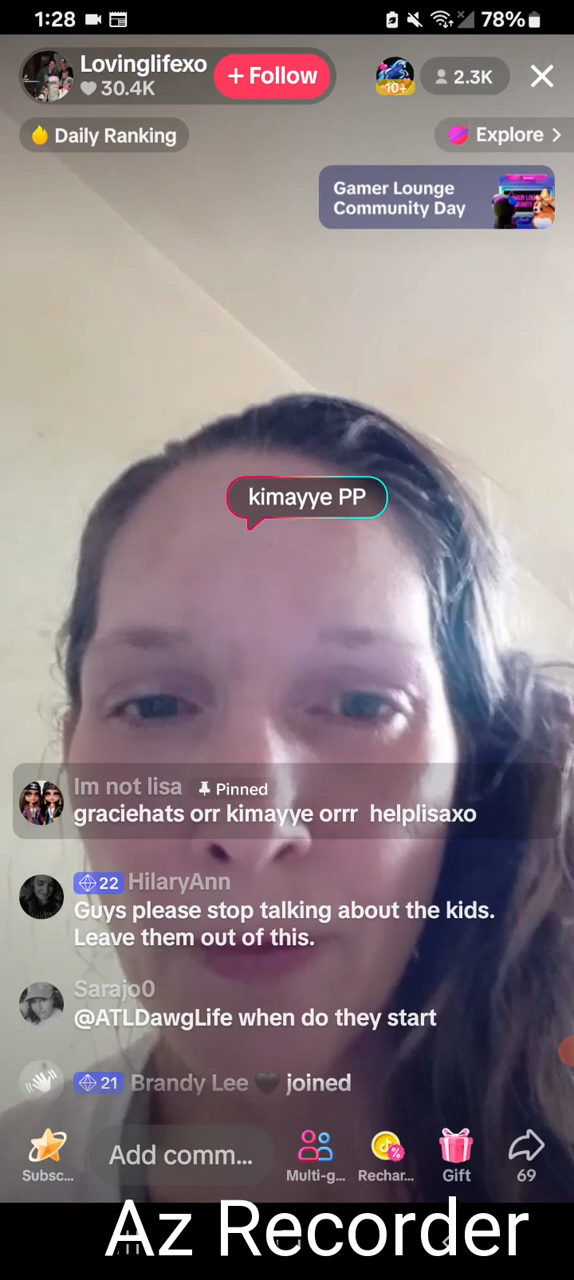 1:28
78%
Lovinglifexo
30.4K
+ Follow
10+
2.3K
Daily Ranking
Explore >
Gamer Lounge
Community Day
kimayye PP
Im not lisa Pinned
graciehats orr kimayye orrr helplisaxo
22 HilaryAnn
Guys please stop talking about the kids.
Leave them out of this.
Sarajo0
@ATLDawgLife when do they start
21 Brandy Lee 🖤 joined
Subsc...
Add comm...
Multi-g...
Rechar...
Gift
69
Az Recorder